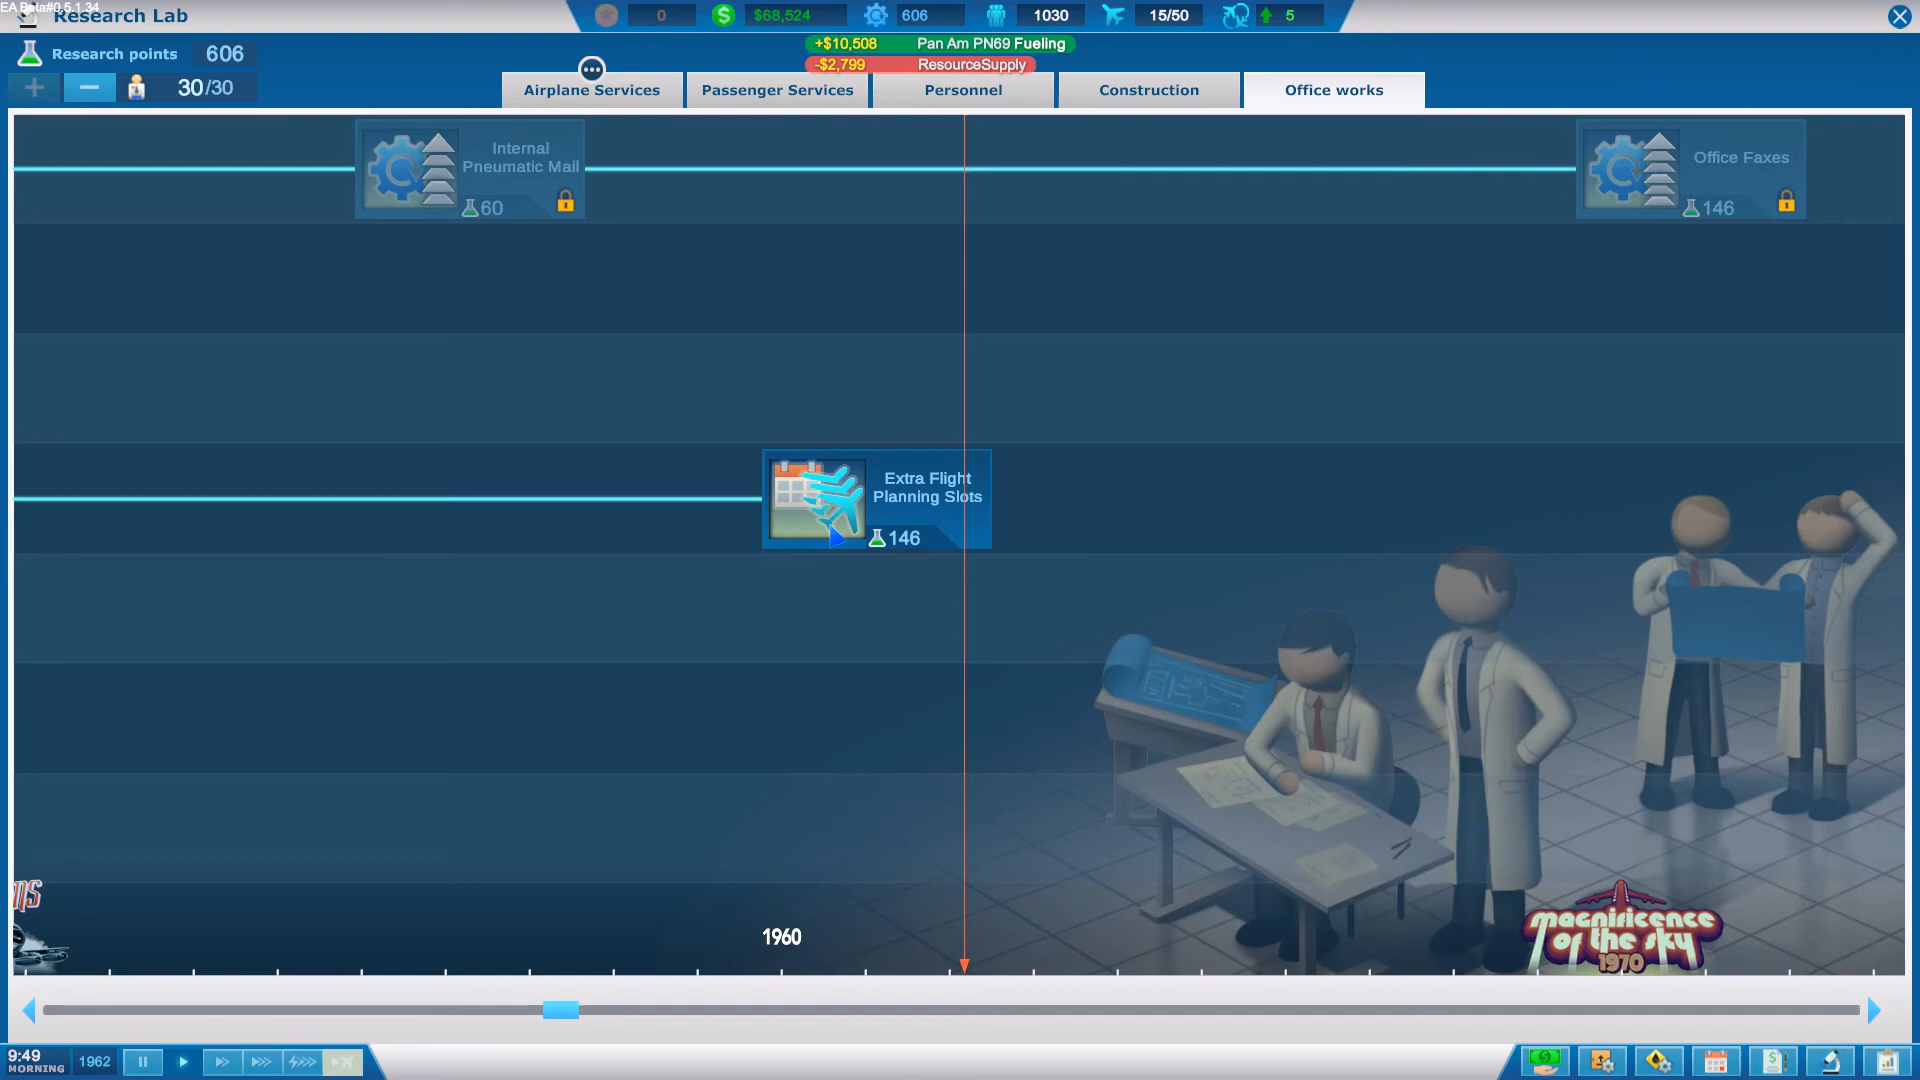 EA Beta#0.5.1.34
Research Lab
0
$68,524
606
1030
15/50
5
Research points
606
+$10,508 Pan Am PN69 Fueling
-$2,799 ResourceSupply
30/30
Airplane Services
Passenger Services
Personnel
Construction
Office works
Internal
Pneumatic Mail
60
Office Faxes
146
Extra Flight
Planning Slots
146
1960
magnificence
of the sky
1970
9:49
MORNING
1962